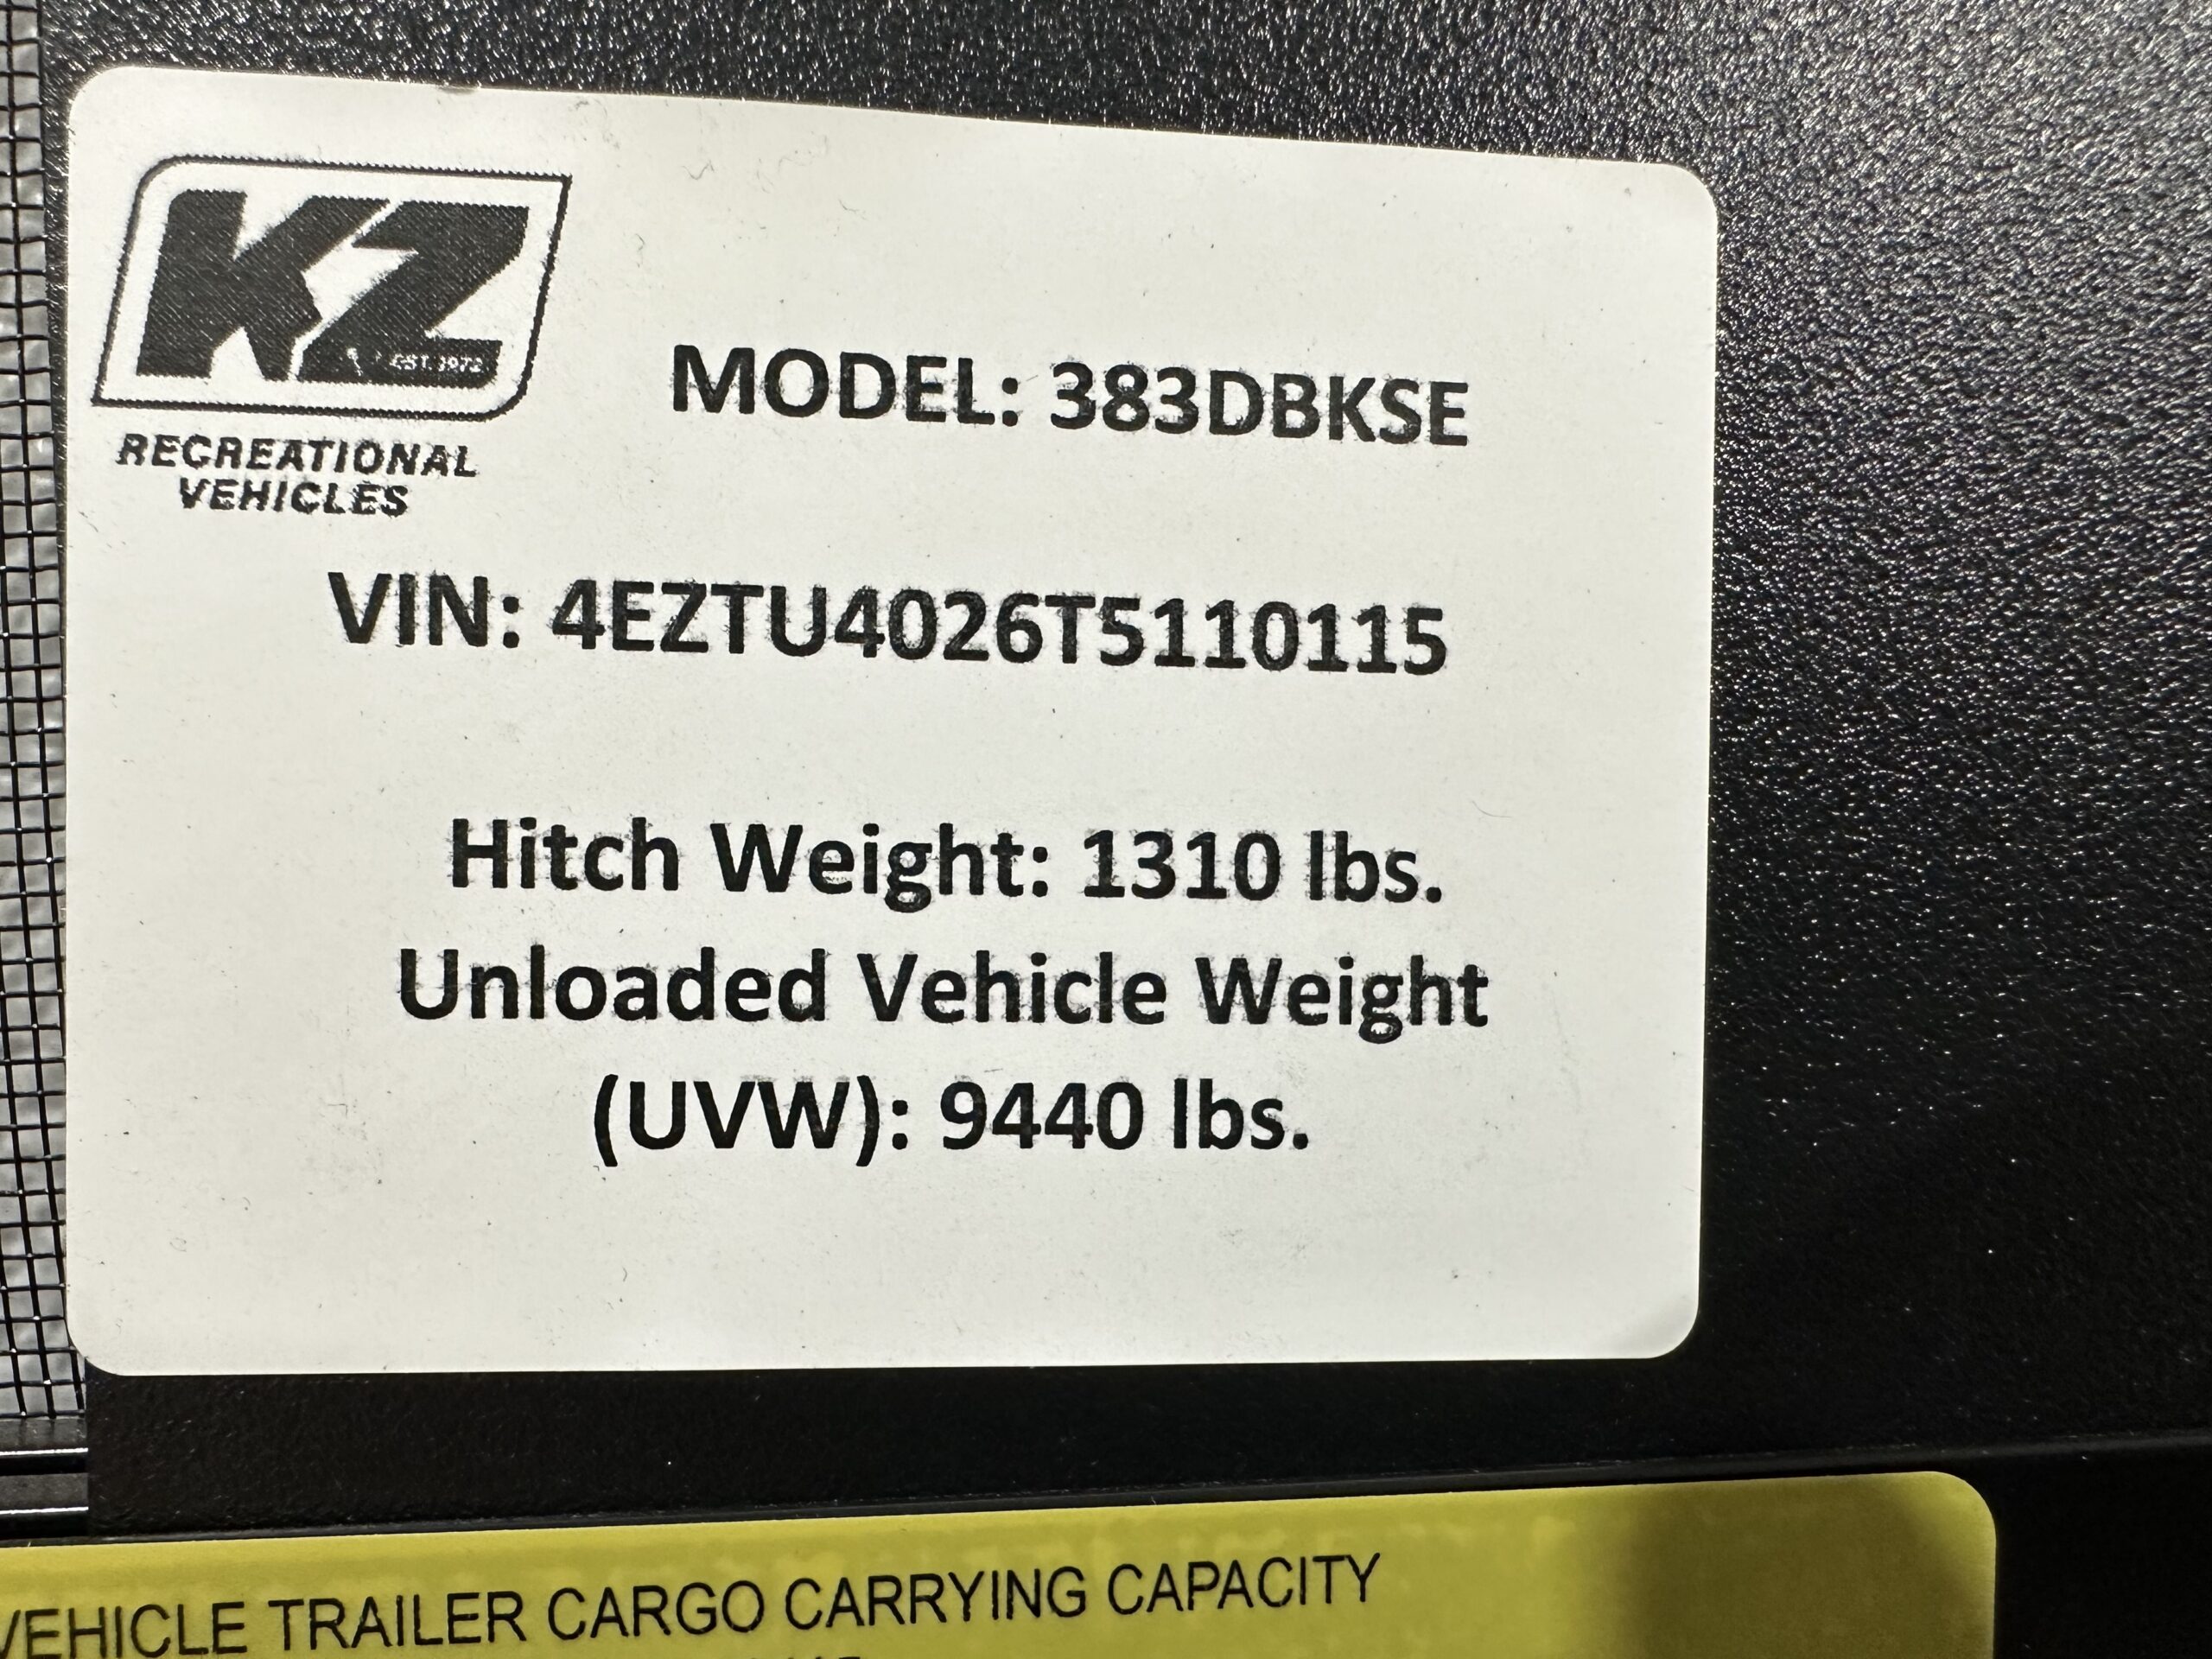 KZ
EST. 1972
RECREATIONAL
VEHICLES
MODEL: 383DBKSE
VIN: 4EZTU4026T5110115
Hitch Weight: 1310 lbs.
Unloaded Vehicle Weight
(UVW): 9440 lbs.
VEHICLE TRAILER CARGO CARRYING CAPACITY